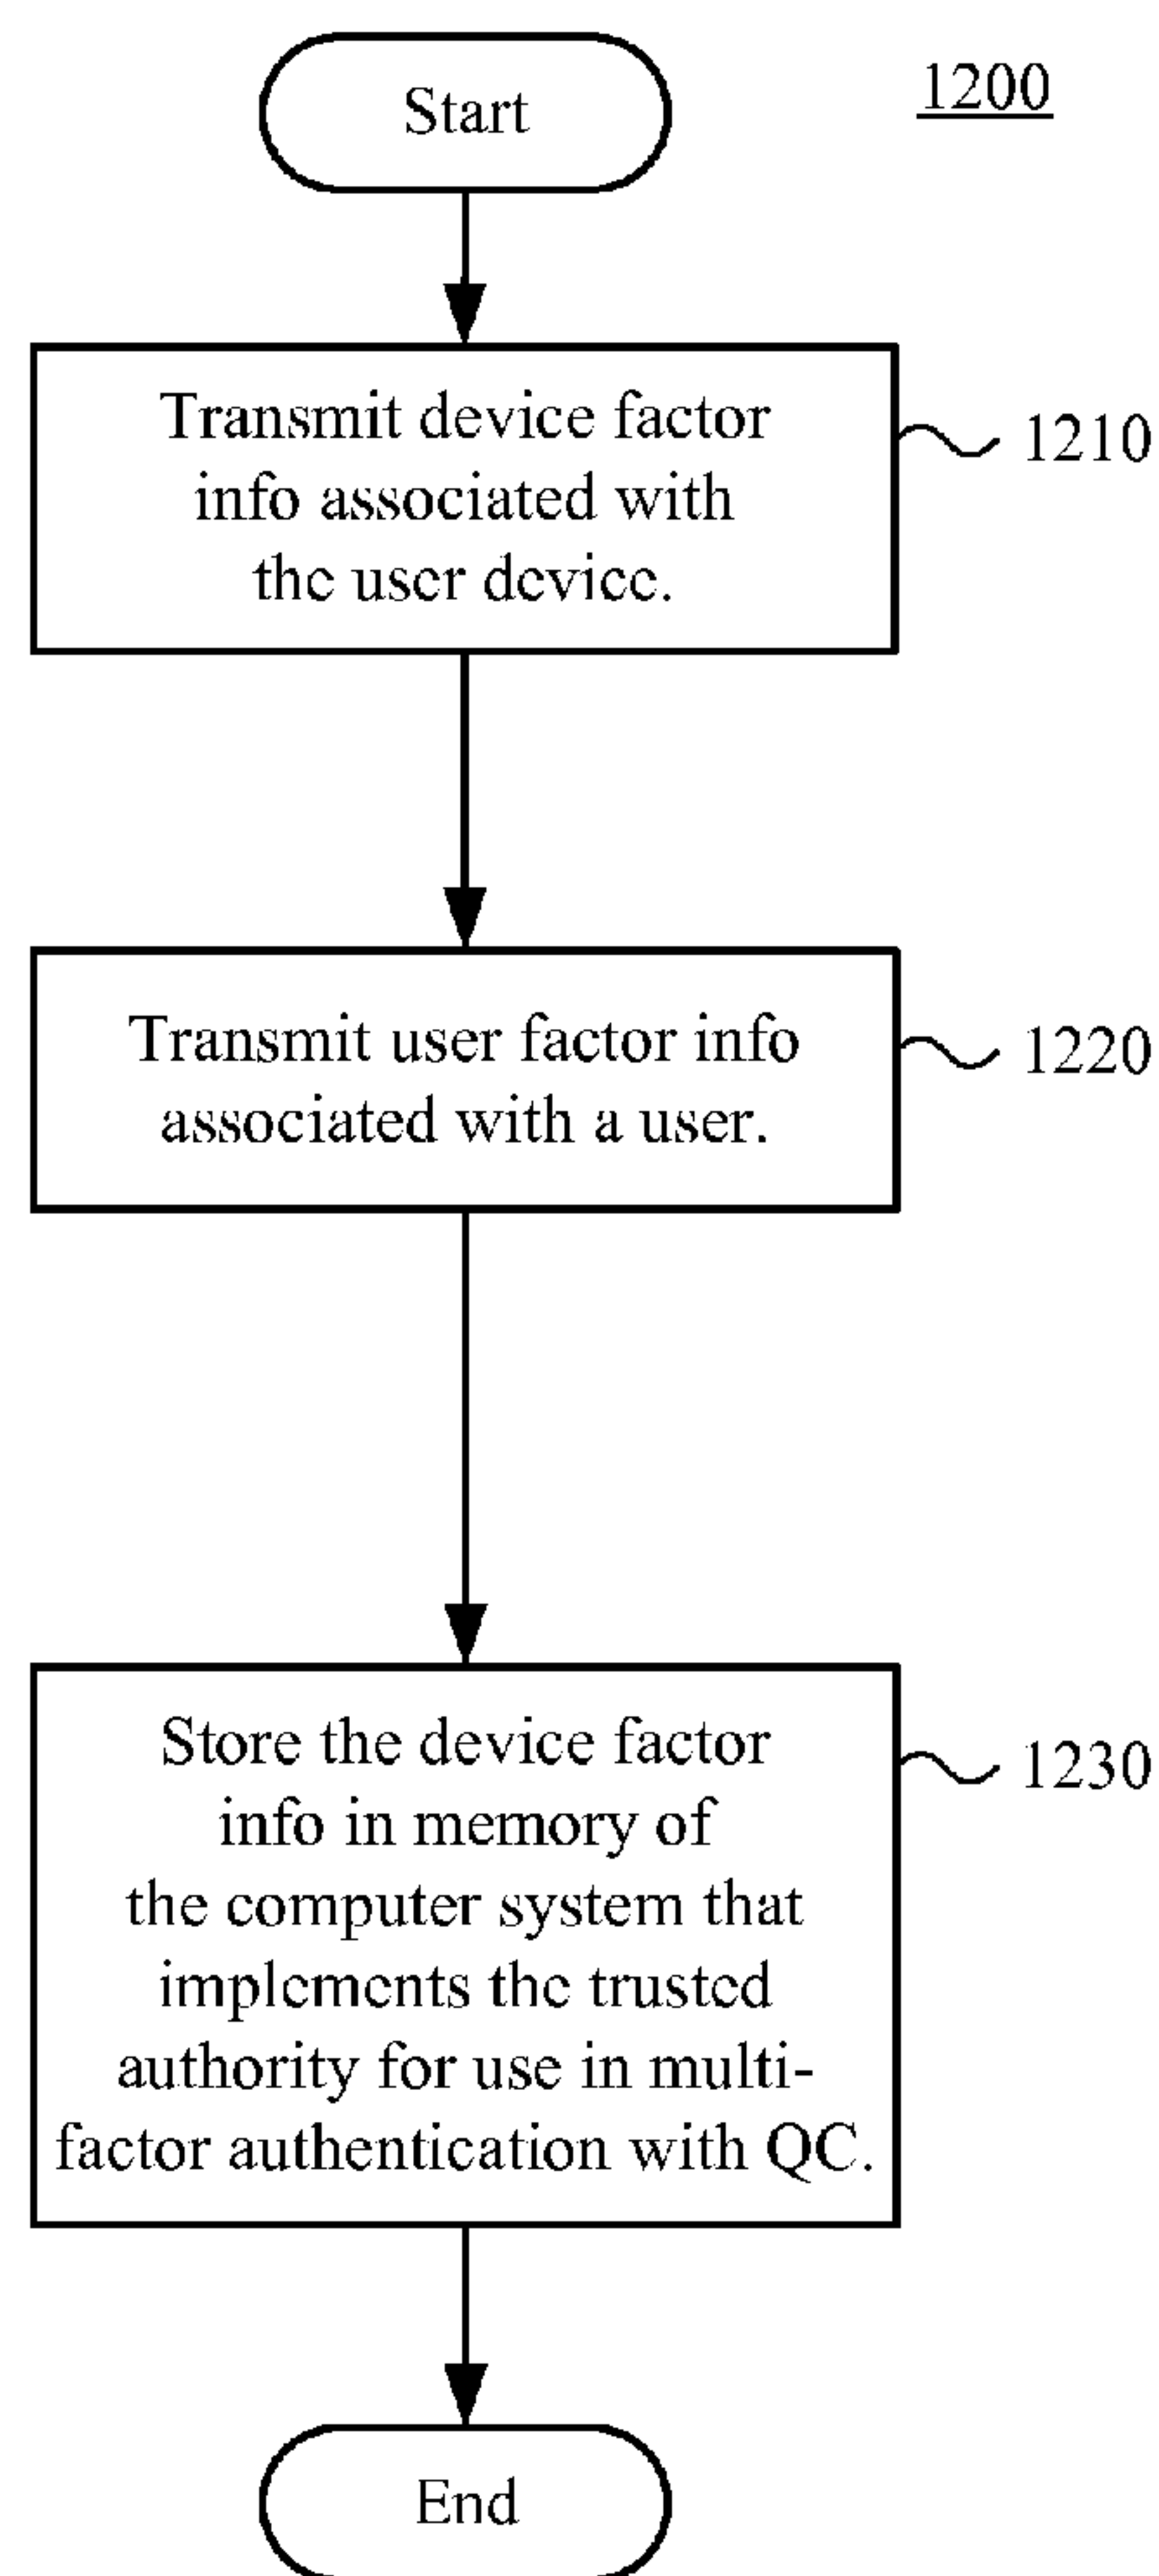 Start
1200
Transmit device factor
info associated with
the user device.
1210
Transmit user factor info
associated with a user.
1220
Store the device factor
info in memory of
the computer system that
implements the trusted
authority for use in multi-
factor authentication with QC.
1230
End